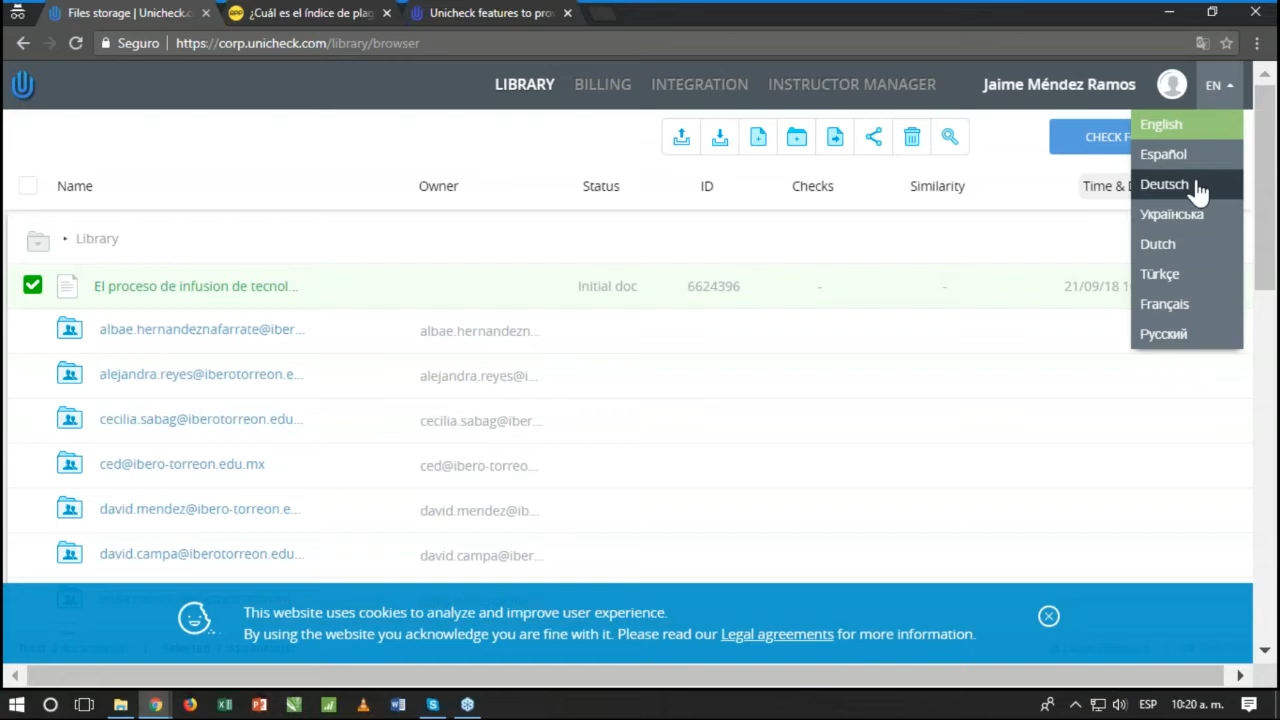 Files storage | Unicheck.co
¿Cuál es el índice de plag
Unicheck features to pro
Seguro
https://corp.unicheck.com/library/browser
LIBRARY
BILLING
INTEGRATION
INSTRUCTOR MANAGER
Jaime Méndez Ramos
EN
CHECK F
English
Español
Deutsch
Українська
Dutch
Türkçe
Français
Русский
Name
Owner
Status
ID
Checks
Similarity
Time & D
Library
El proceso de infusion de tecnol...
Initial doc
6624396
-
-
21/09/18 1
albae.hernandeznafarrate@iber...
albae.hernandezn...
alejandra.reyes@iberotorreon.e...
alejandra.reyes@i...
cecilia.sabag@iberotorreon.edu...
cecilia.sabag@iber...
ced@ibero-torreon.edu.mx
ced@ibero-torreo...
david.mendez@ibero-torreon.e...
david.mendez@ib...
david.campa@iberotorreon.edu...
david.campa@iber...
This website uses cookies to analyze and improve user experience.
By using the website you acknowledge you are fine with it. Please read our Legal agreements for more information.
ESP
10:20 a. m.